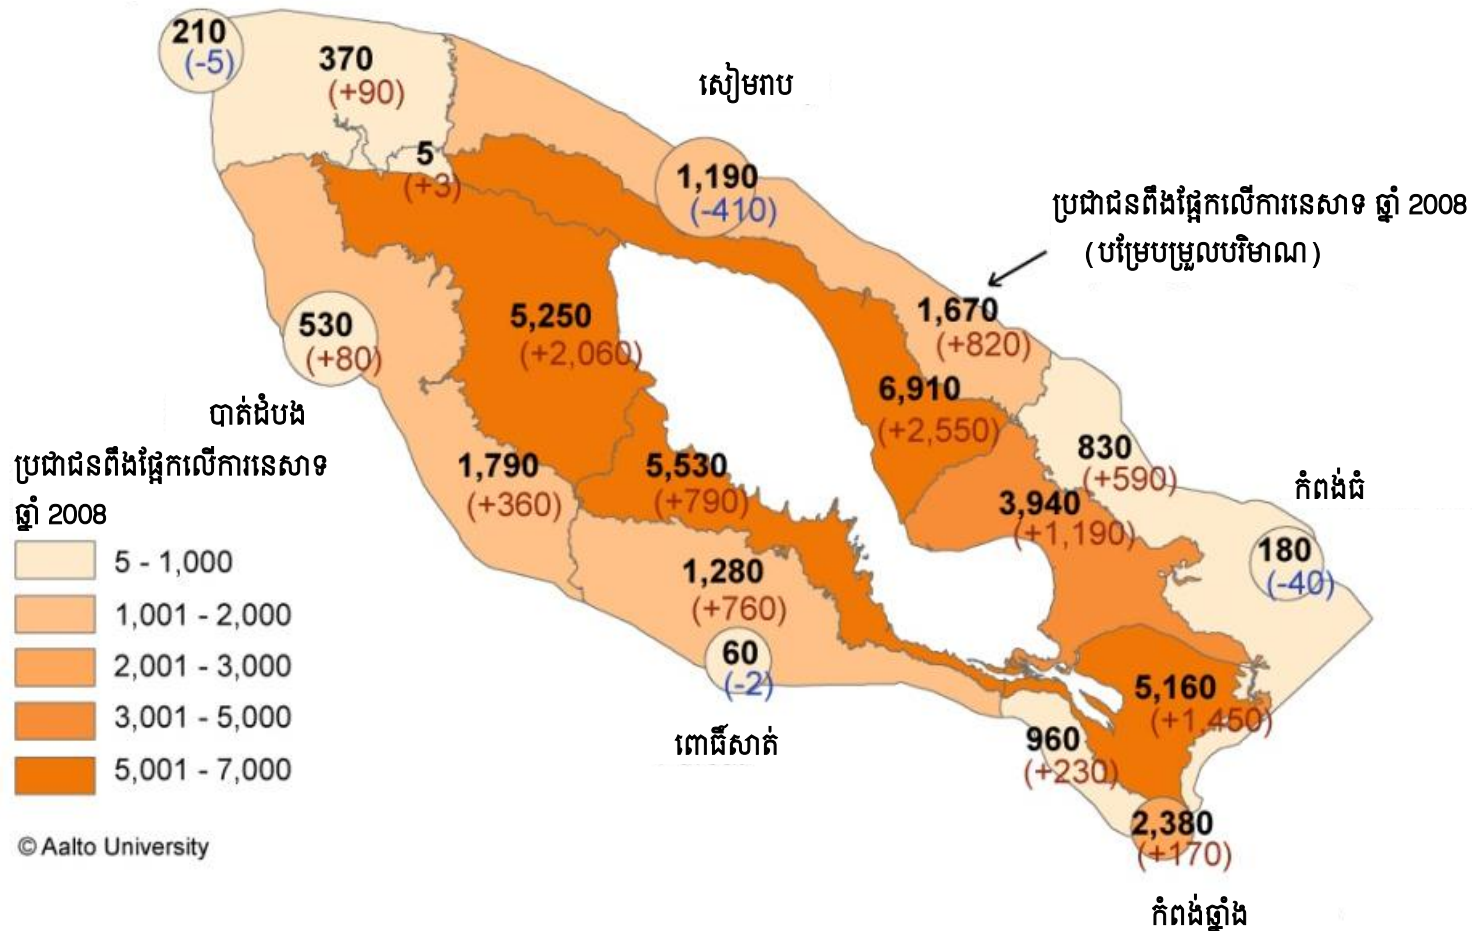 210
(-5)
370
(+90)
សៀមរាប
5
(+3)
1,190
(-410)
ប្រជាជនពឹងផ្អែកលើការនេសាទ ឆ្នាំ 2008
(បម្រែបម្រួលបរិមាណ)
1,670
(+820)
530
(+80)
5,250
(+2,060)
6,910
(+2,550)
បាត់ដំបង
830
(+590)
ប្រជាជនពឹងផ្អែកលើការនេសាទ
ឆ្នាំ 2008
1,790
(+360)
5,530
(+790)
3,940
(+1,190)
កំពង់ធំ
180
(-40)
5 - 1,000
1,001 - 2,000
2,001 - 3,000
3,001 - 5,000
5,001 - 7,000
1,280
(+760)
60
(-2)
5,160
(+1,450)
ពោធិ៍សាត់
960
(+230)
2,380
(+170)
© Aalto University
កំពង់ឆ្នាំង